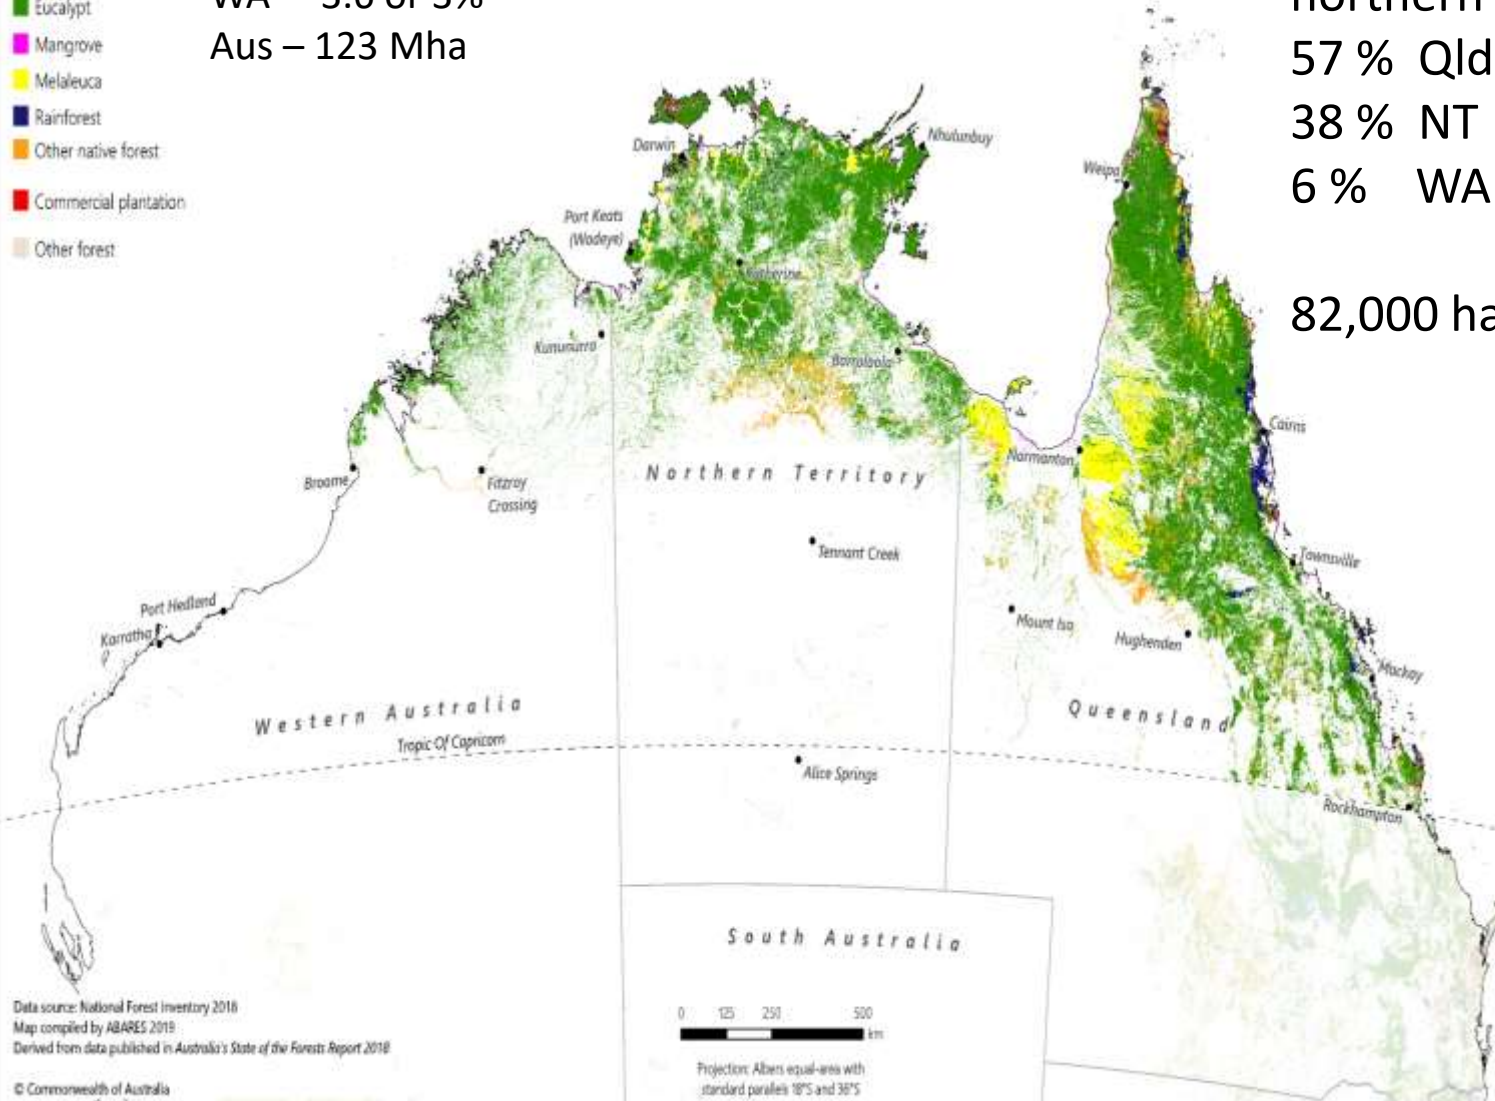 Eucalypt
Mangrove
Melaleuca
Rainforest
Other native forest
Commercial plantation
Other forest
WA – 5%
Aus – 123 Mha
northern
57 % Qld
38 % NT
6 % WA
82,000 ha
Darwin
Nhulunbuy
Weipa
Port Keats
(Wadeye)
Katherine
Kununurra
Borroloola
Cairns
Normanton
Broome
Fitzroy
Crossing
Northern Territory
Tennant Creek
Townsville
Port Hedland
Karratha
Mount Isa
Hughenden
Mackay
Western Australia
Queensland
Tropic Of Capricorn
Alice Springs
Rockhampton
South Australia
Data source: National Forest Inventory 2018
Map compiled by ABARES 2019
Derived from data published in Australia's State of the Forests Report 2018
© Commonwealth of Australia
0 125 250 500
km
Projection: Albers equal-area with
standard parallels 18°S and 36°S